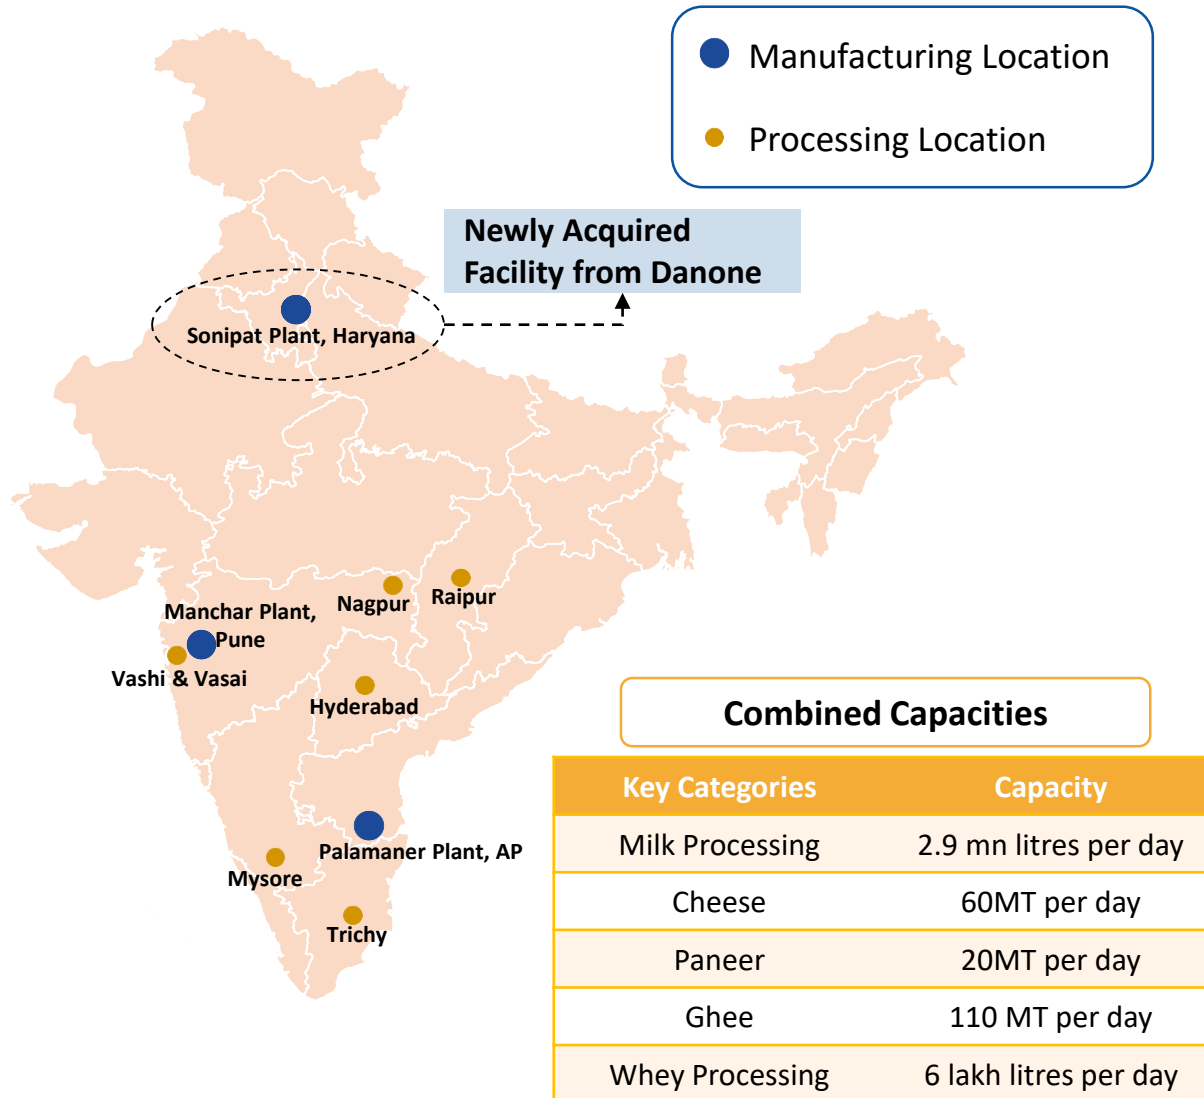 Manufacturing Location
Processing Location
Newly Acquired
Facility from Danone
Sonipat Plant, Haryana
Nagpur
Raipur
Manchar Plant,
Pune
Vashi & Vasai
Hyderabad
Palamaner Plant, AP
Mysore
Trichy
Combined Capacities
Key Categories Capacity
Milk Processing 2.9 mn litres per day
Cheese 60MT per day
Paneer 20MT per day
Ghee 110 MT per day
Whey Processing 6 lakh litres per day